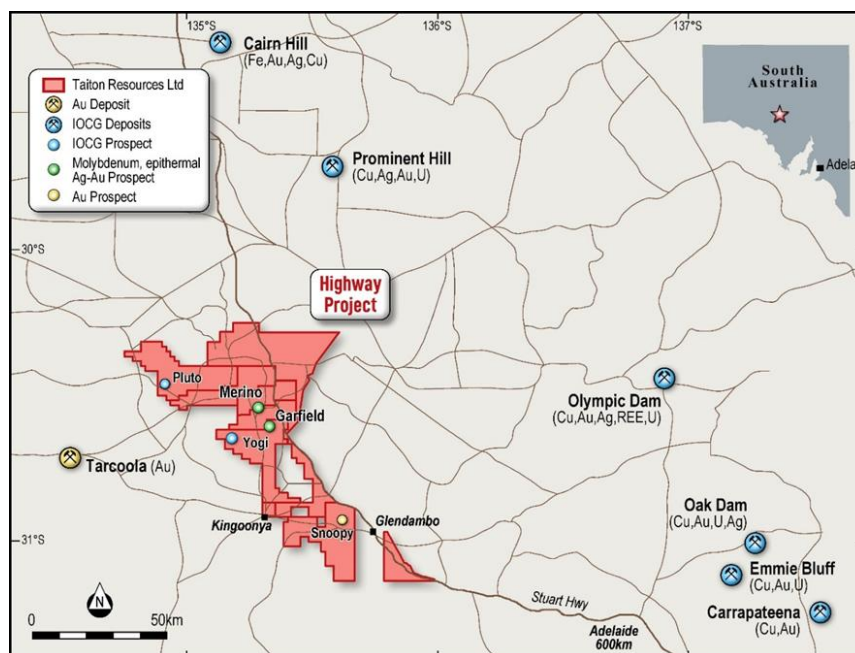 135°S
136°S
137°S
Cairn Hill
(Fe,Au,Ag,Cu)
Taiton Resources Ltd
Au Deposit
IOCG Deposits
IOCG Prospect
Molybdenum, epithermal
Ag-Au Prospect
Au Prospect
South
Australia
Adela
Prominent Hill
(Cu,Ag,Au,U)
30°S
Highway
Project
Pluto
Merino
Garfield
Yogi
Olympic Dam
(Cu,Au,Ag,REE,U)
Tarcoola (Au)
Oak Dam
(Cu,Au,U,Ag)
Kingoonya
Snoopy
Glendambo
31°S
Emmie Bluff
(Cu,Au,U)
N
Stuart Hwy
Carrapateena
(Cu,Au)
0
50km
Adelaide
600km